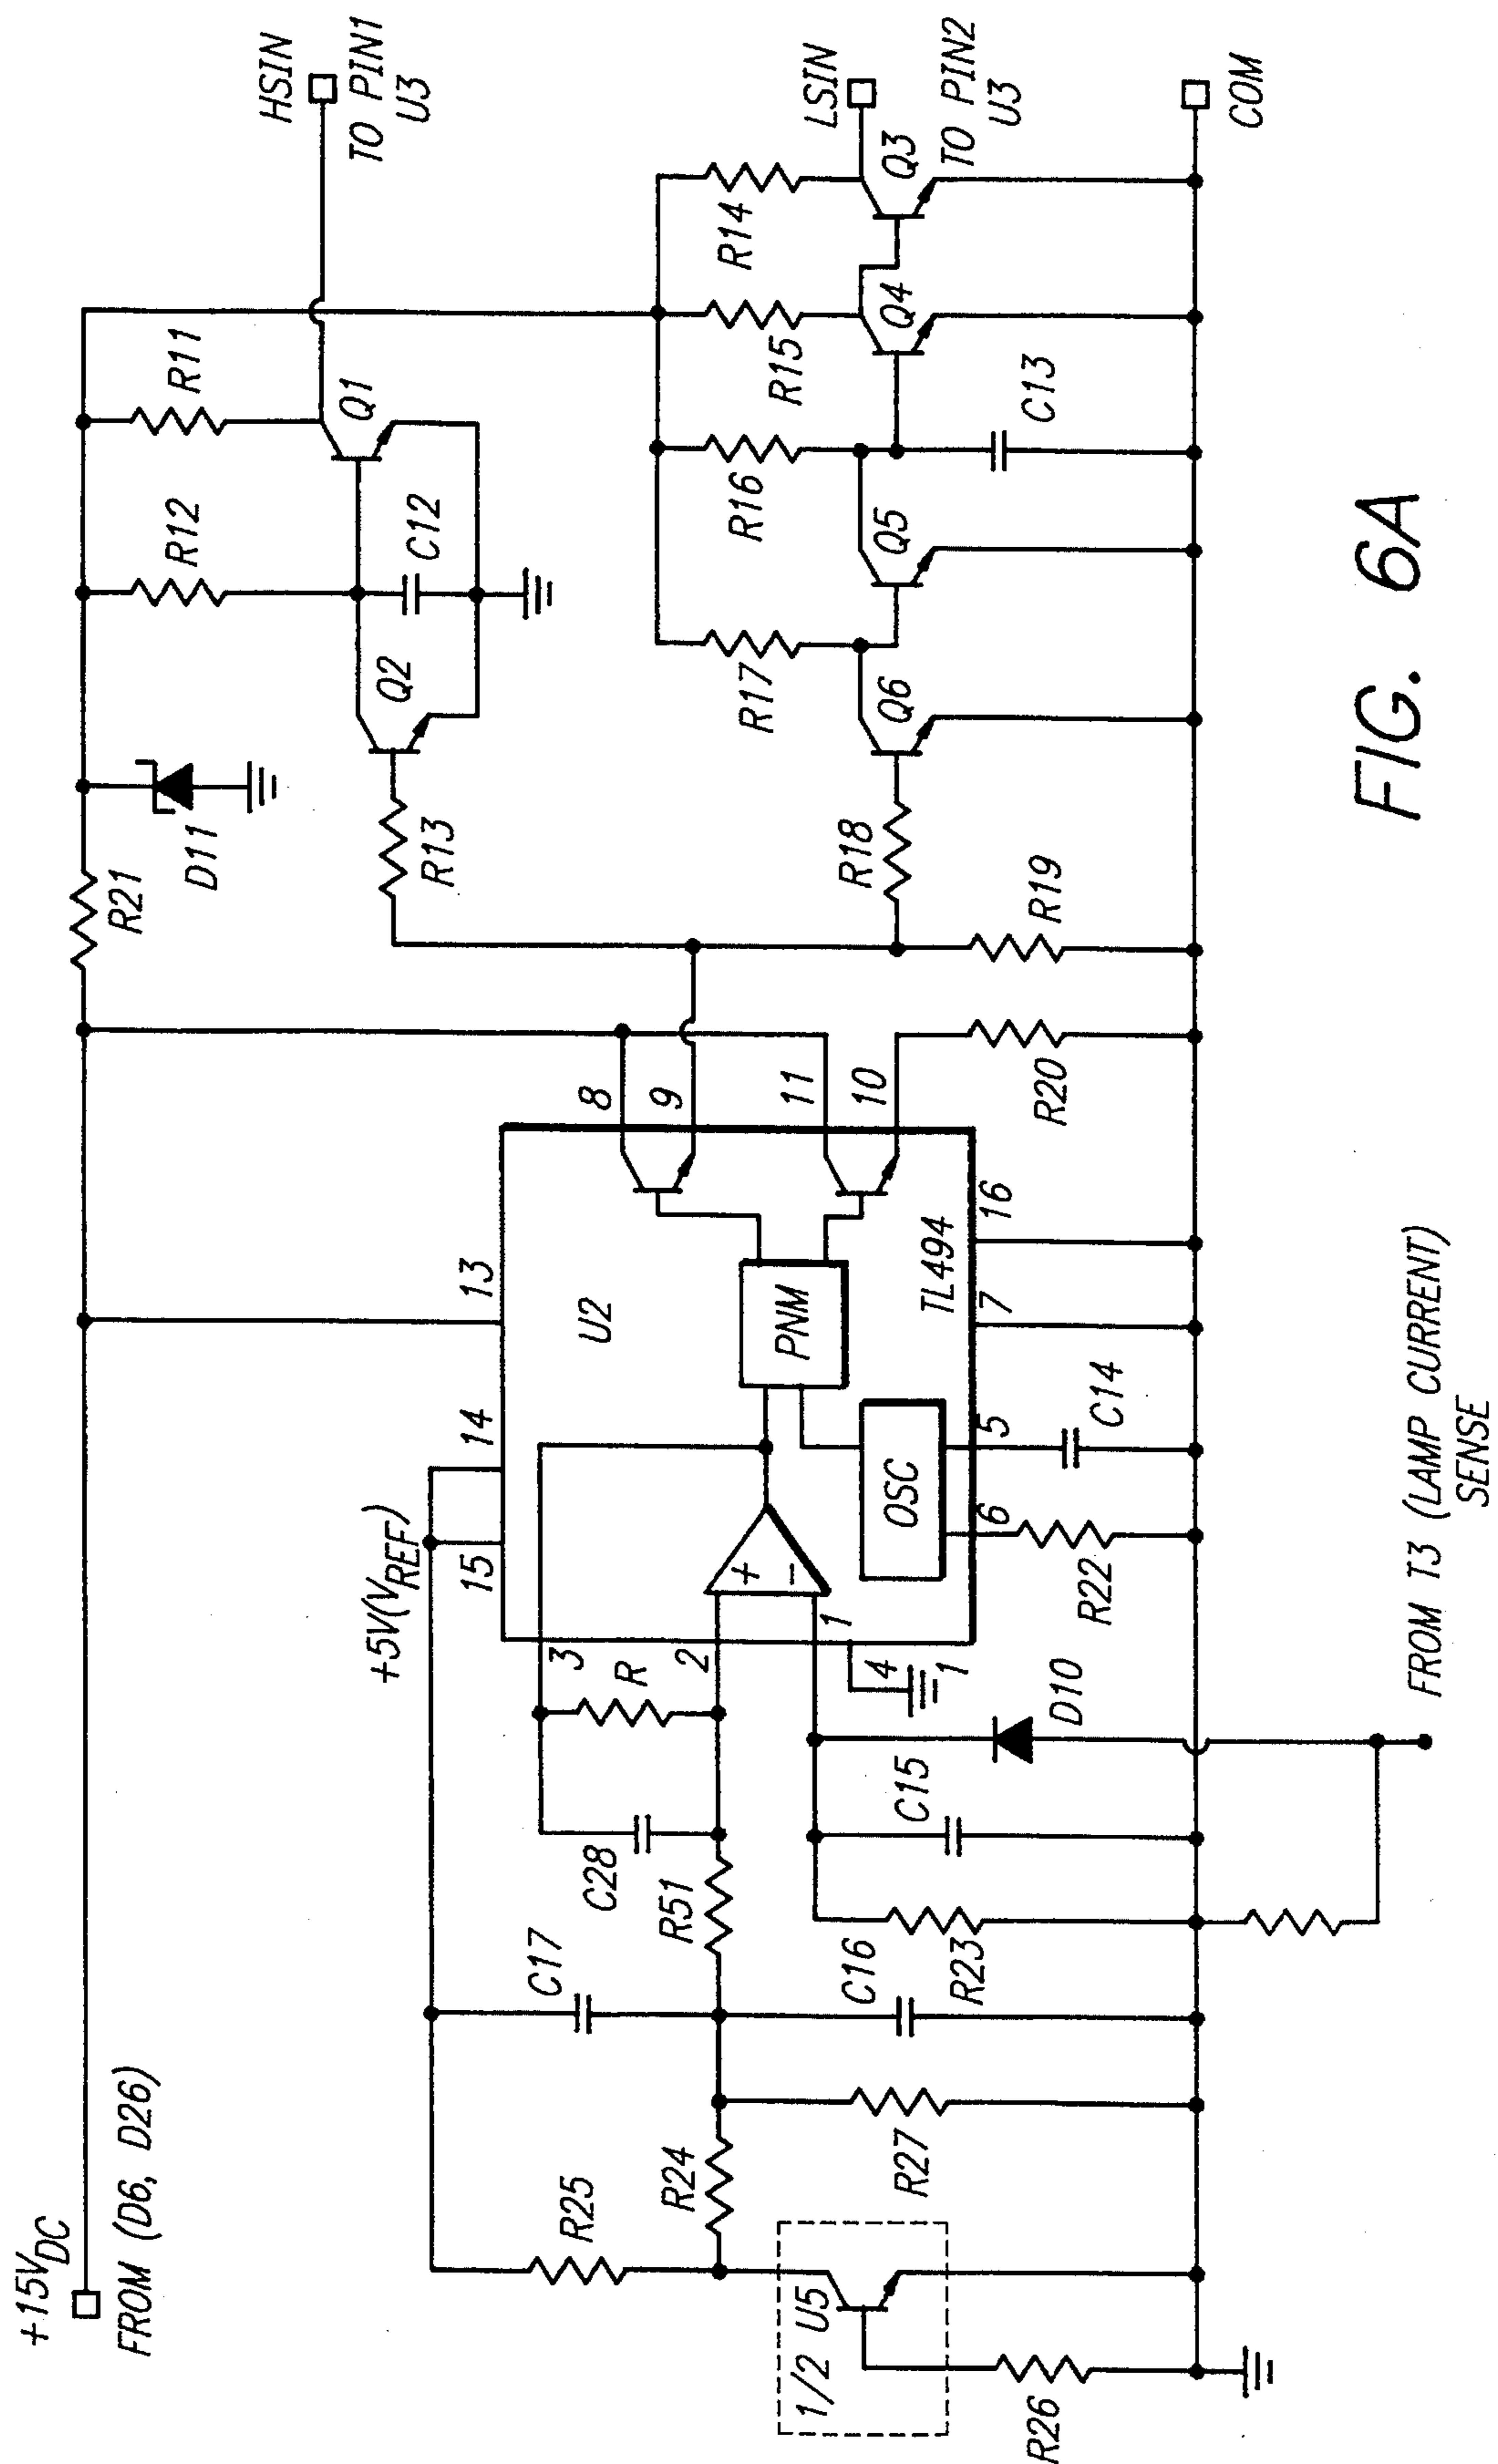 +15V_DC
FROM (D6, D26)
R21
D11
R12
R11
HSIN
TO PIN1
U3
Q2
C12
Q1
R13
+5V(V_REF)
15
14
13
8
9
11
10
3
2
1
4
1
6
5
7
16
U2
PNM
OSC
TL494
R
C28
R51
C17
C16
R23
C15
D10
R25
R24
R27
1/2 U5
R26
R22
C14
R20
R19
R18
R17
Q6
R16
Q5
R15
Q4
C13
R14
Q3
LSIN
TO PIN2
U3
COM
FROM T3 (LAMP CURRENT)
SENSE
FIG. 6A